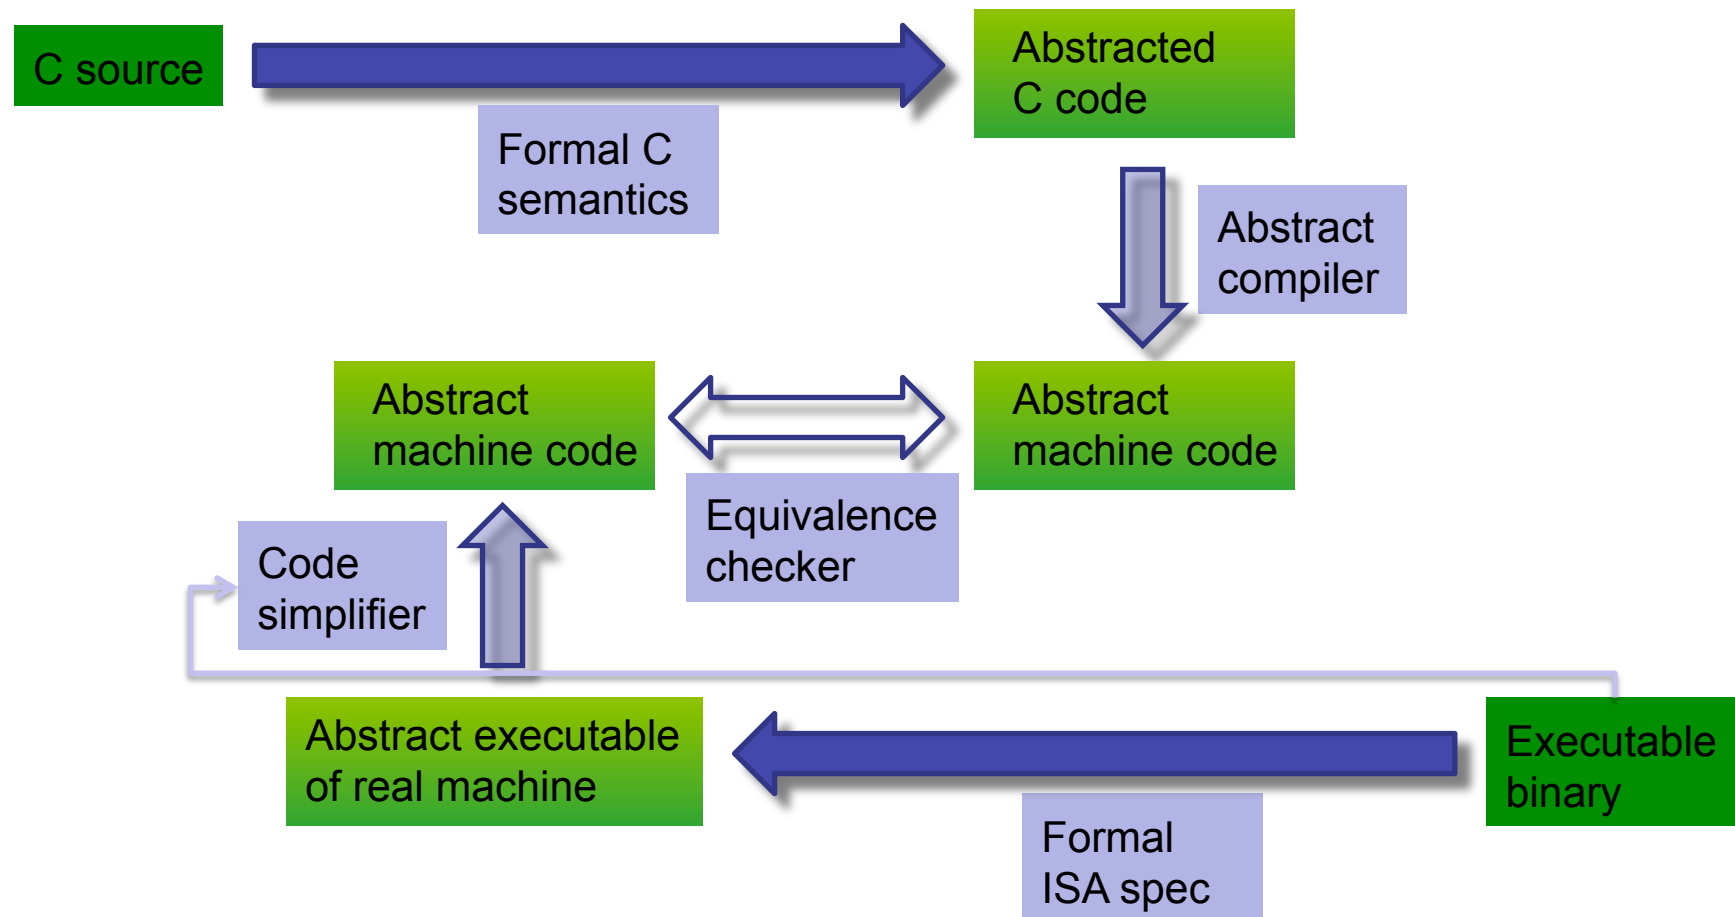 C source
Abstracted
C code
Formal C
semantics
Abstract
compiler
Abstract
machine code
Abstract
machine code
Equivalence
checker
Code
simplifier
Abstract executable
of real machine
Executable
binary
Formal
ISA spec